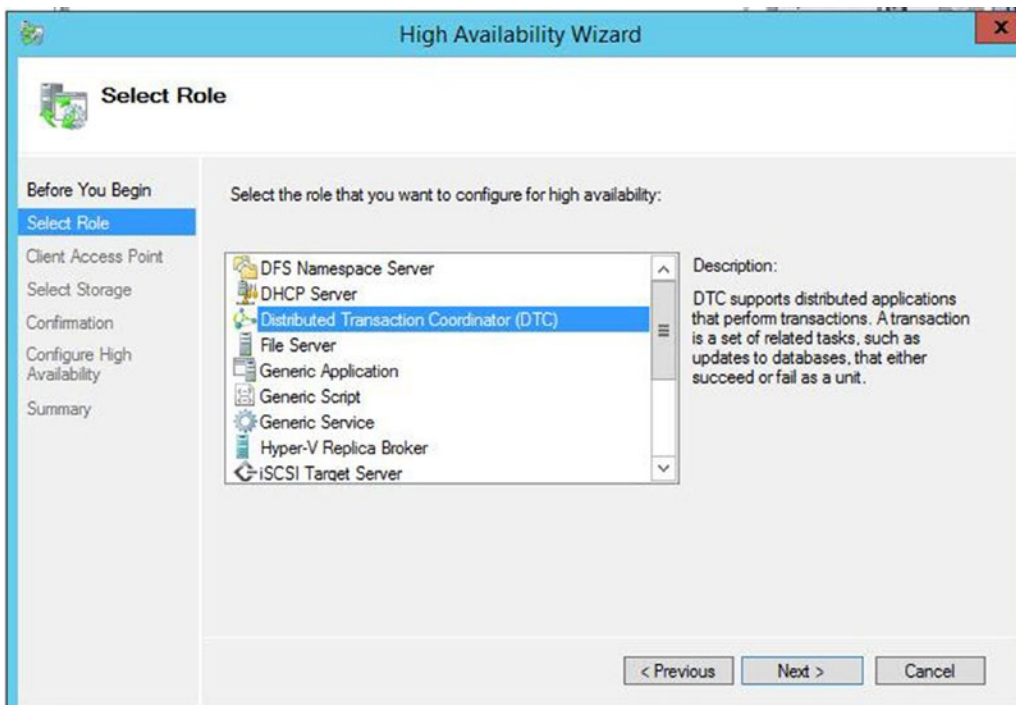 High Availability Wizard
x
Select Role
Before You Begin
Select Role
Client Access Point
Select Storage
Confirmation
Configure High
Availability
Summary
Select the role that you want to configure for high availability:
DFS Namespace Server
DHCP Server
Distributed Transaction Coordinator (DTC)
File Server
Generic Application
Generic Script
Generic Service
Hyper-V Replica Broker
iSCSI Target Server
Description:
DTC supports distributed applications
that perform transactions. A transaction
is a set of related tasks, such as
updates to databases, that either
succeed or fail as a unit.
< Previous
Next >
Cancel